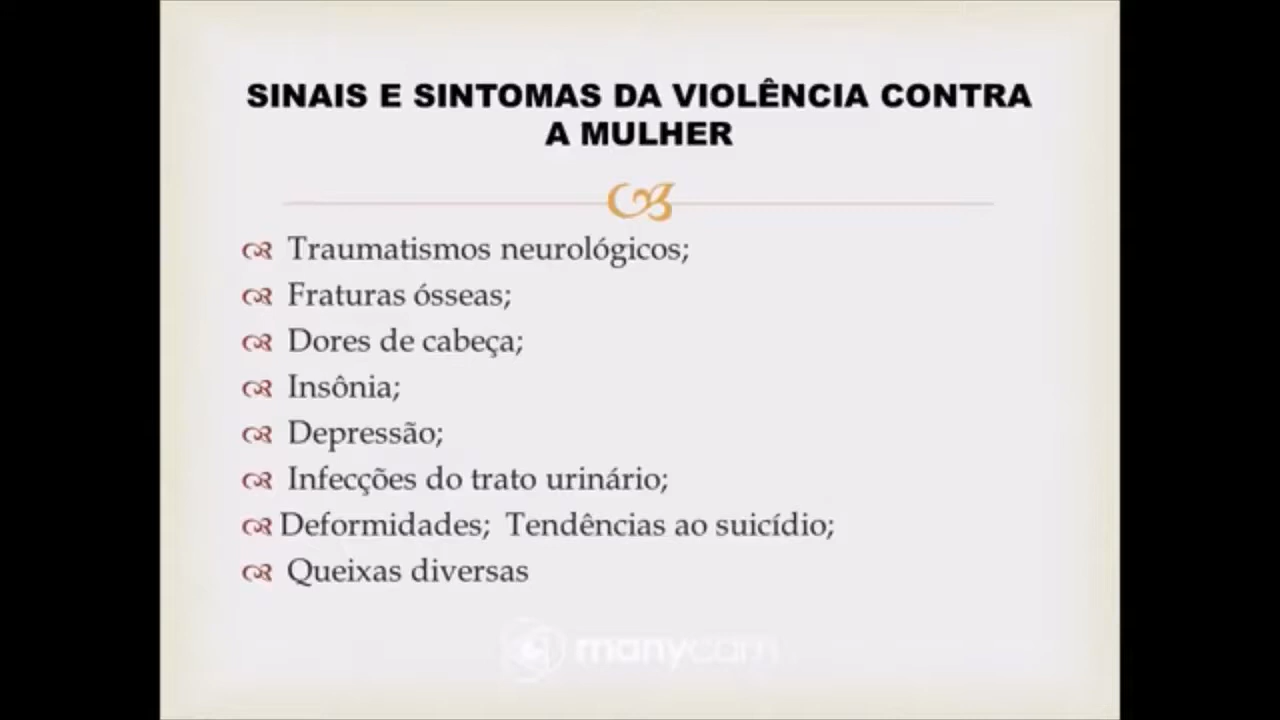 SINAIS E SINTOMAS DA VIOLÊNCIA CONTRA
A MULHER
Traumatismos neurológicos;
Fraturas ósseas;
Dores de cabeça;
Insônia;
Depressão;
Infecções do trato urinário;
Deformidades; Tendências ao suicídio;
Queixas diversas
manycam